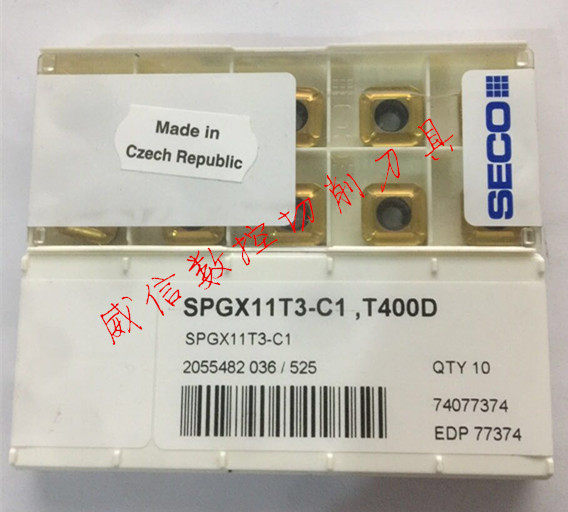 Made in
Czech Republic
SECO
威信数控切削刀具
SPGX11T3-C1 ,T400D
SPGX11T3-C1
2055482 036 / 525
QTY 10
74077374
EDP 77374